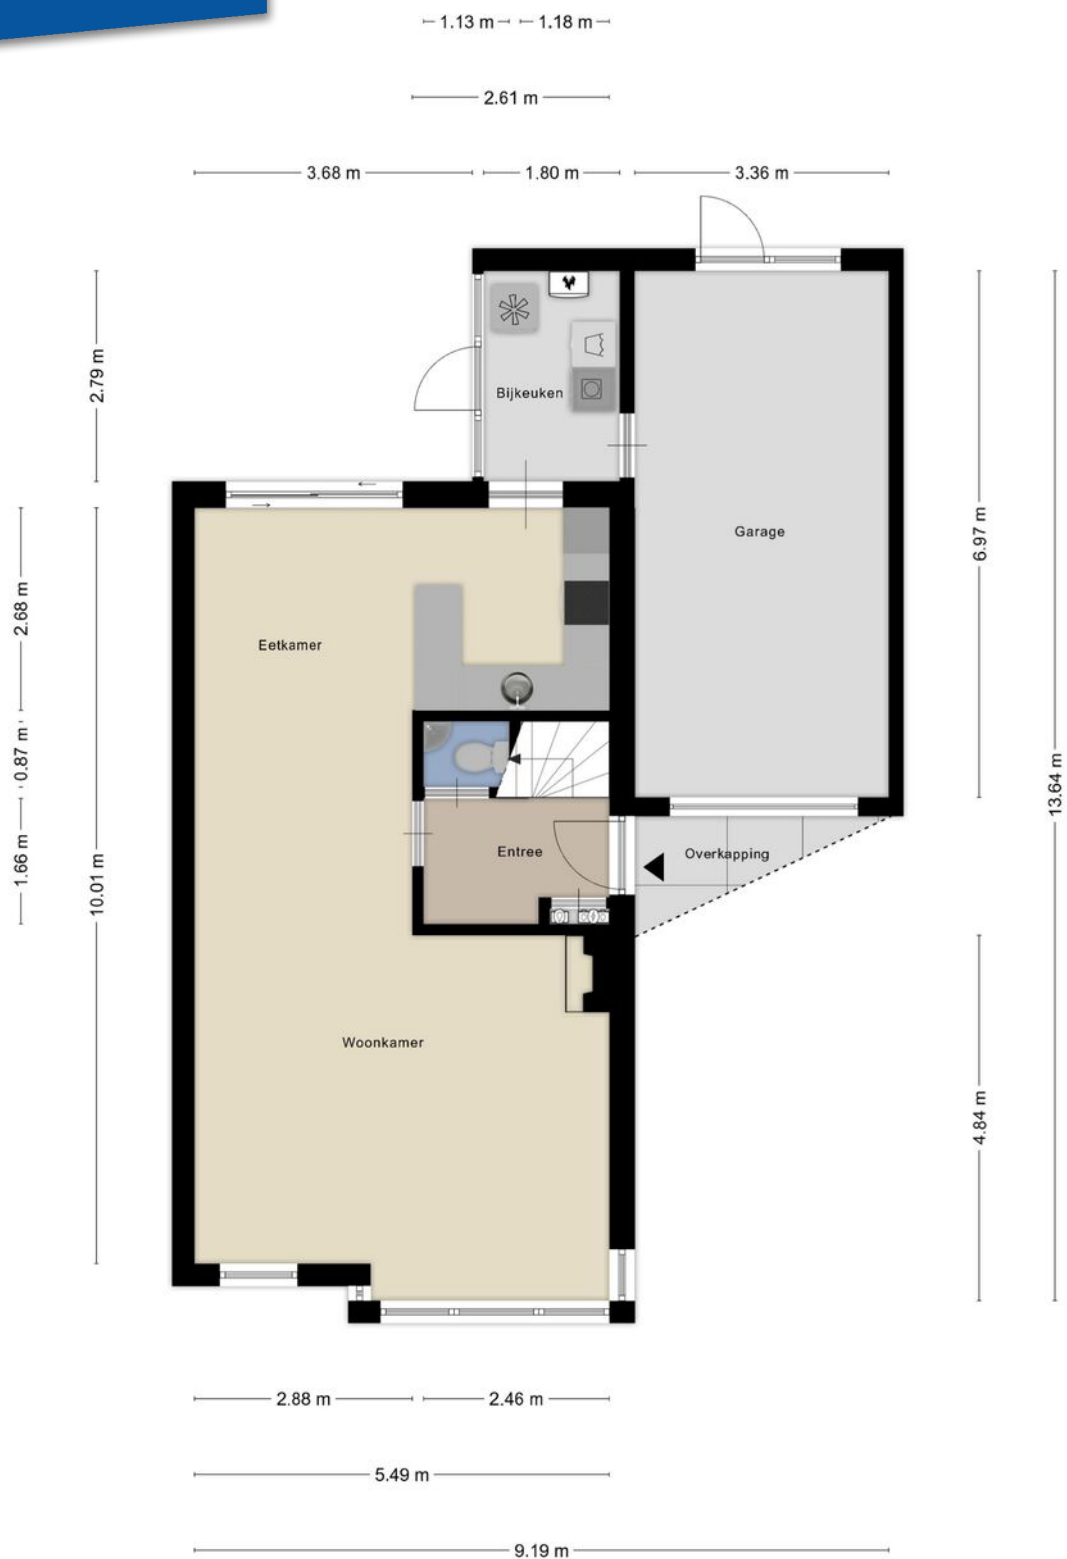 1.13 m
1.18 m
2.61 m
3.68 m
1.80 m
3.36 m
2.79 m
Bijkeuken
Garage
6.97 m
2.68 m
Eetkamer
0.87 m
13.64 m
1.66 m
10.01 m
Entree
Overkapping
Woonkamer
4.84 m
2.88 m
2.46 m
5.49 m
9.19 m